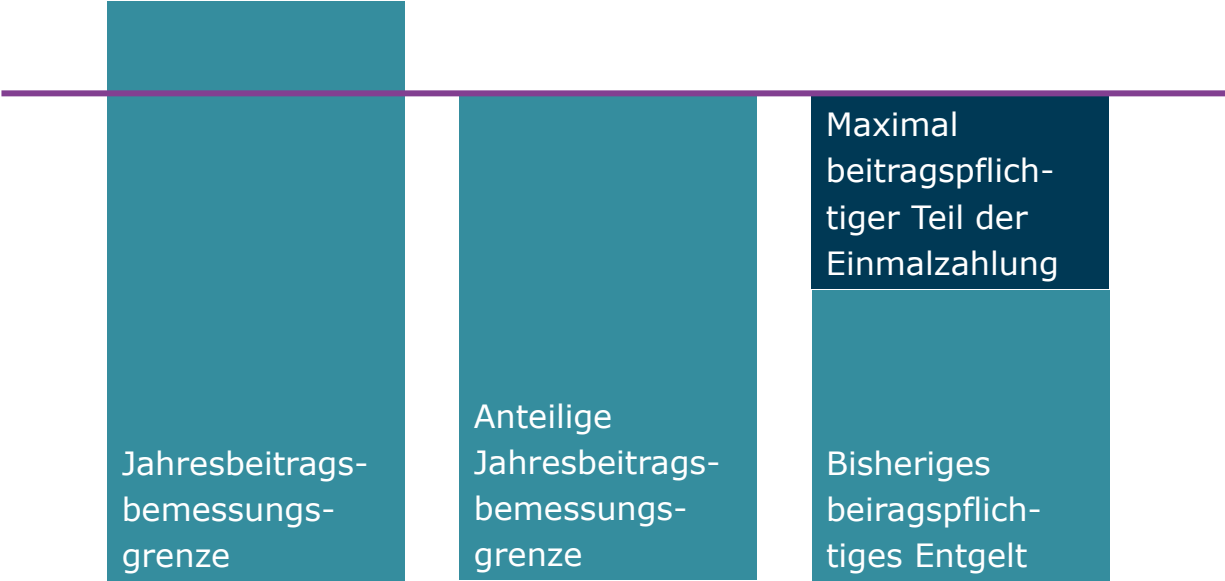 Jahresbeitrags-
bemessungs-
grenze
Anteilige
Jahresbeitrags-
bemessungs-
grenze
Maximal
beitragspflich-
tiger Teil der
Einmalzahlung
Bisheriges
beiragspflich-
tiges Entgelt